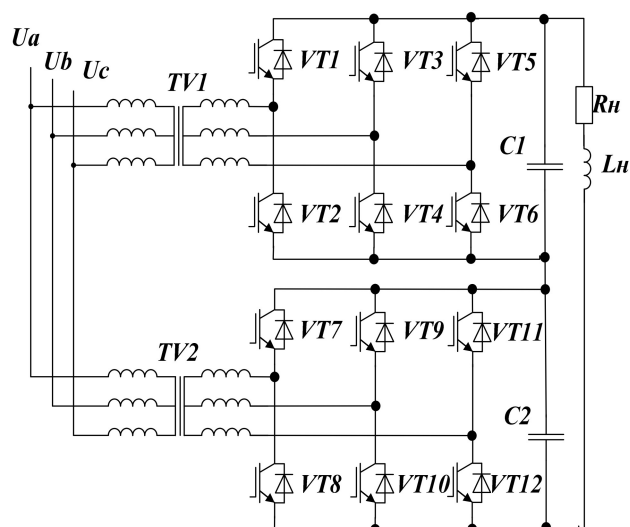 Ua
Ub
Uc
TV1
VT1
VT3
VT5
Rн
C1
Lн
VT2
VT4
VT6
VT7
VT9
VT11
TV2
C2
VT8
VT10
VT12